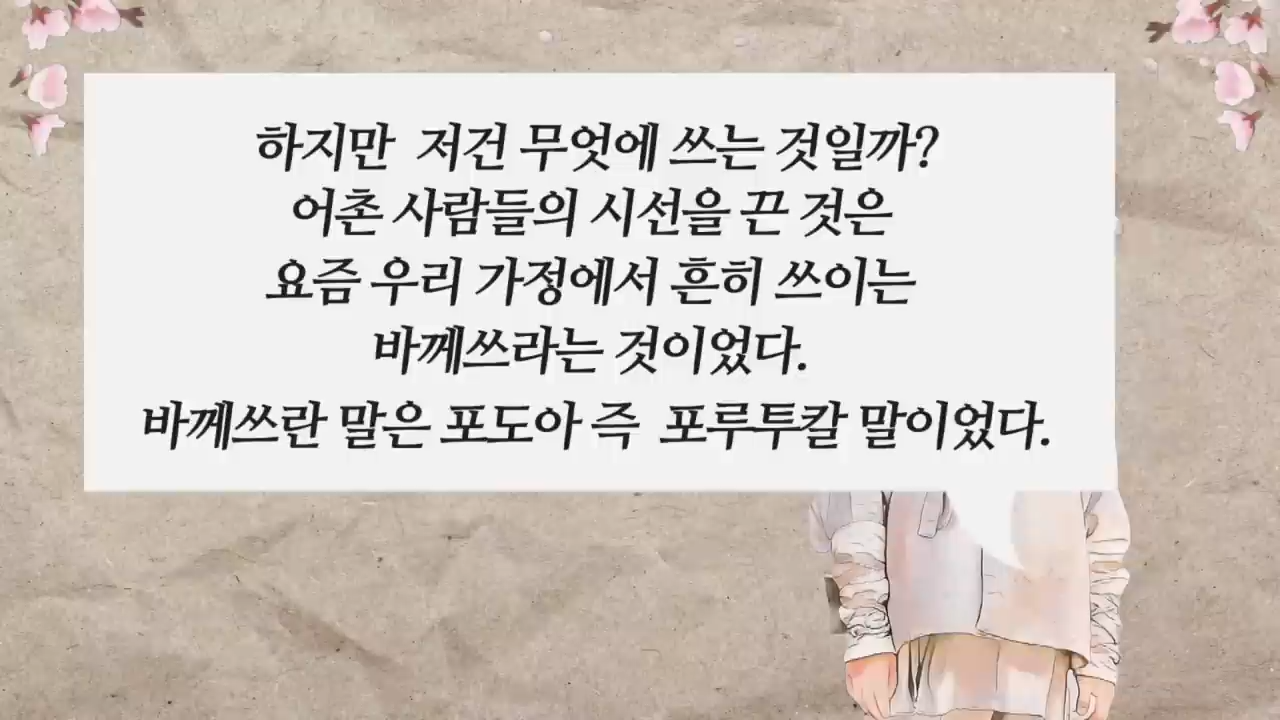 하지만 저건 무엇에 쓰는 것일까?
어촌 사람들의 시선을 끈 것은
요즘 우리 가정에서 흔히 쓰이는
바께쓰라는 것이었다.
바께쓰란 말은 포도아 즉 포루투칼 말이었다.